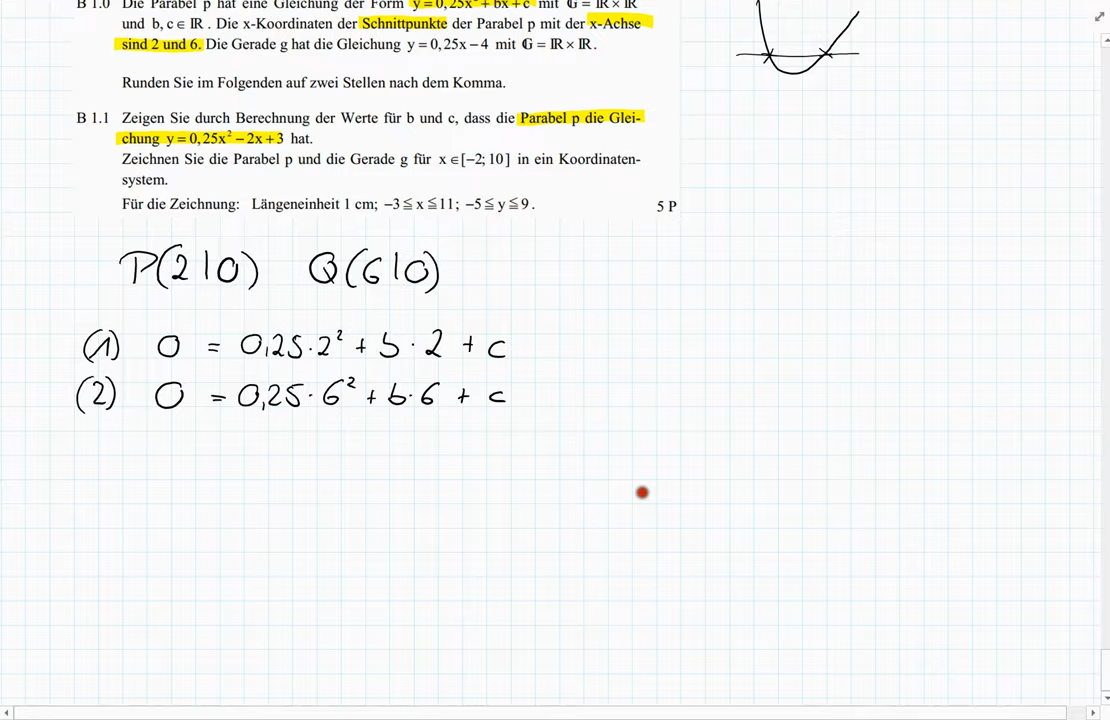 B 1.0 Die Parabel p hat eine Gleichung der Form y = 0,25x² + bx + c mit 𝔾 = ℝ × ℝ
und b, c ∈ ℝ . Die x-Koordinaten der Schnittpunkte der Parabel p mit der x-Achse
sind 2 und 6. Die Gerade g hat die Gleichung y = 0,25x − 4 mit 𝔾 = ℝ × ℝ .
Runden Sie im Folgenden auf zwei Stellen nach dem Komma.
B 1.1 Zeigen Sie durch Berechnung der Werte für b und c, dass die Parabel p die Glei-
chung y = 0,25x² − 2x + 3 hat.
Zeichnen Sie die Parabel p und die Gerade g für x ∈ [−2; 10] in ein Koordinaten-
system.
Für die Zeichnung: Längeneinheit 1 cm; −3 ≦ x ≦ 11; −5 ≦ y ≦ 9 . 5 P
P(2|0) Q(6|0)
(1) 0 = 0,25 · 2² + b · 2 + c
(2) 0 = 0,25 · 6² + b · 6 + c